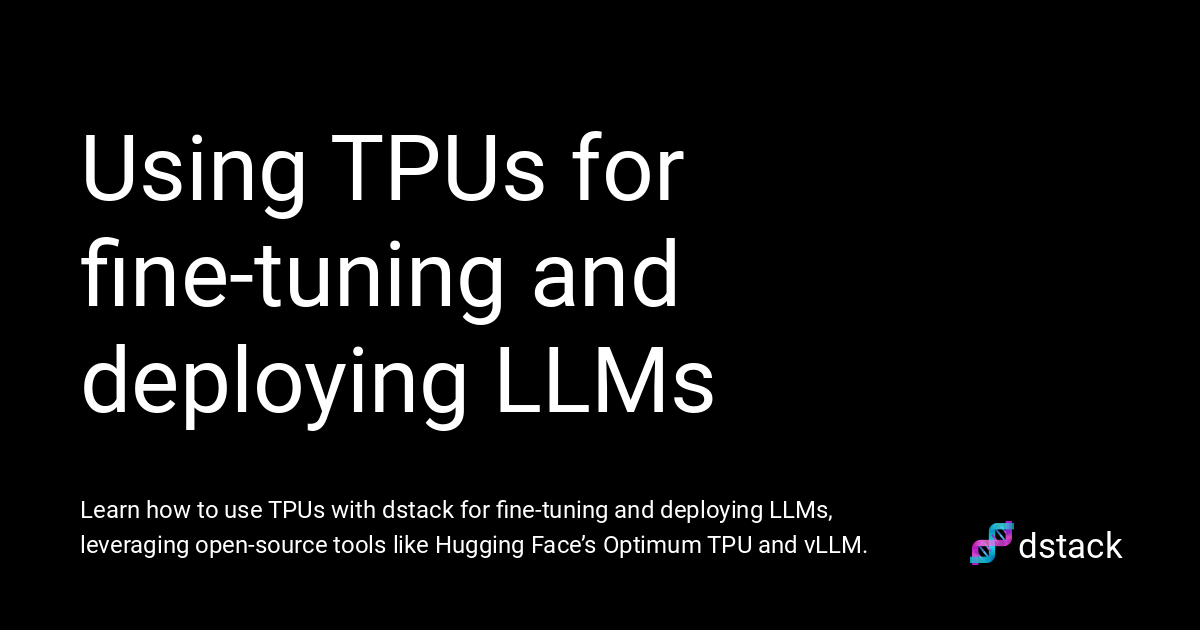 Using TPUs for
fine-tuning and
deploying LLMs
Learn how to use TPUs with dstack for fine-tuning and deploying LLMs,
leveraging open-source tools like Hugging Face’s Optimum TPU and vLLM.
dstack